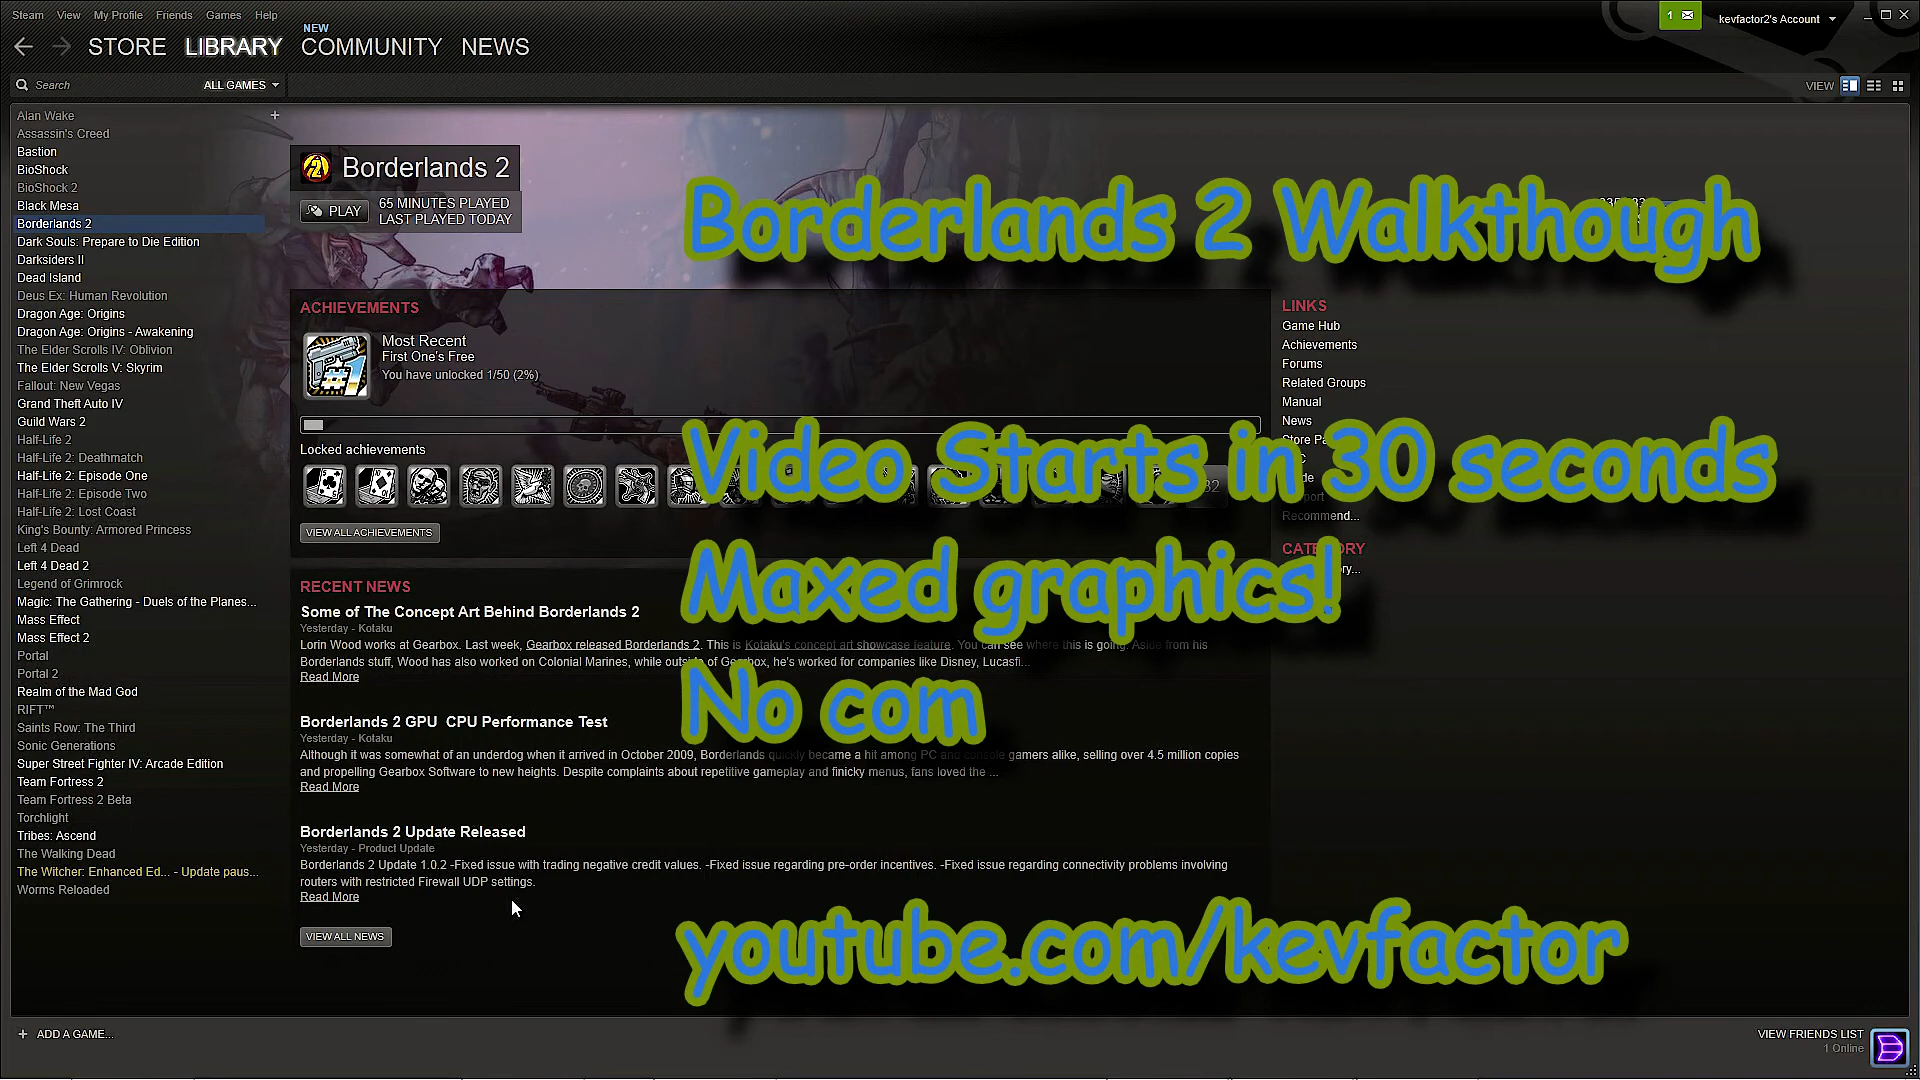 Steam View My Profile Friends Games Help
1 kevfactor2's Account
NEW
STORE LIBRARY COMMUNITY NEWS
Search ALL GAMES VIEW
Alan Wake +
Assassin's Creed
Bastion
BioShock
BioShock 2
Black Mesa
Borderlands 2
Dark Souls: Prepare to Die Edition
Darksiders II
Dead Island
Deus Ex: Human Revolution
Dragon Age: Origins
Dragon Age: Origins - Awakening
The Elder Scrolls IV: Oblivion
The Elder Scrolls V: Skyrim
Fallout: New Vegas
Grand Theft Auto IV
Guild Wars 2
Half-Life 2
Half-Life 2: Deathmatch
Half-Life 2: Episode One
Half-Life 2: Episode Two
Half-Life 2: Lost Coast
King's Bounty: Armored Princess
Left 4 Dead
Left 4 Dead 2
Legend of Grimrock
Magic: The Gathering - Duels of the Planes...
Mass Effect
Mass Effect 2
Portal
Portal 2
Realm of the Mad God
RIFT™
Saints Row: The Third
Sonic Generations
Super Street Fighter IV: Arcade Edition
Team Fortress 2
Team Fortress 2 Beta
Torchlight
Tribes: Ascend
The Walking Dead
The Witcher: Enhanced Ed... - Update paus...
Worms Reloaded
+ ADD A GAME...
Borderlands 2
PLAY
65 MINUTES PLAYED
LAST PLAYED TODAY
Borderlands 2 Walkthough
ACHIEVEMENTS
Most Recent
First One's Free
You have unlocked 1/50 (2%)
Locked achievements
VIEW ALL ACHIEVEMENTS
Video Starts in 30 seconds
Maxed graphics!
No com
youtube.com/kevfactor
RECENT NEWS
Some of The Concept Art Behind Borderlands 2
Yesterday - Kotaku
Lorin Wood works at Gearbox. Last week, Gearbox released Borderlands 2. This is Kotaku's concept art showcase feature. You can see where this is going. Aside from his
Borderlands stuff, Wood has also worked on Colonial Marines, while outside of Gearbox, he's worked for companies like Disney, Lucasfi...
Read More
Borderlands 2 GPU CPU Performance Test
Yesterday - Kotaku
Although it was somewhat of an underdog when it arrived in October 2009, Borderlands quickly became a hit among PC and console gamers alike, selling over 4.5 million copies
and propelling Gearbox Software to new heights. Despite complaints about repetitive gameplay and finicky menus, fans loved the ...
Read More
Borderlands 2 Update Released
Yesterday - Product Update
Borderlands 2 Update 1.0.2 -Fixed issue with trading negative credit values. -Fixed issue regarding pre-order incentives. -Fixed issue regarding connectivity problems involving
routers with restricted Firewall UDP settings.
Read More
VIEW ALL NEWS
LINKS
Game Hub
Achievements
Forums
Related Groups
Manual
News
Store
Recommend...
CATEGORY
VIEW FRIENDS LIST
1 Online